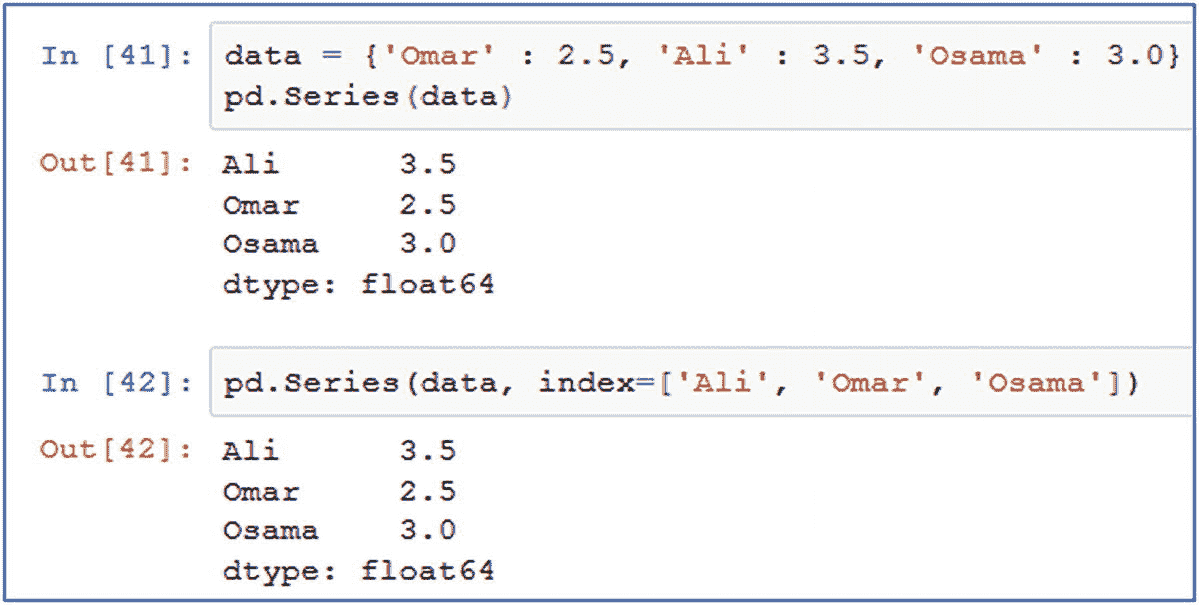 In [41]: data = {'Omar' : 2.5, 'Ali' : 3.5, 'Osama' : 3.0}
pd.Series(data)
Out[41]: Ali 3.5
Omar 2.5
Osama 3.0
dtype: float64
In [42]: pd.Series(data, index=['Ali', 'Omar', 'Osama'])
Out[42]: Ali 3.5
Omar 2.5
Osama 3.0
dtype: float64